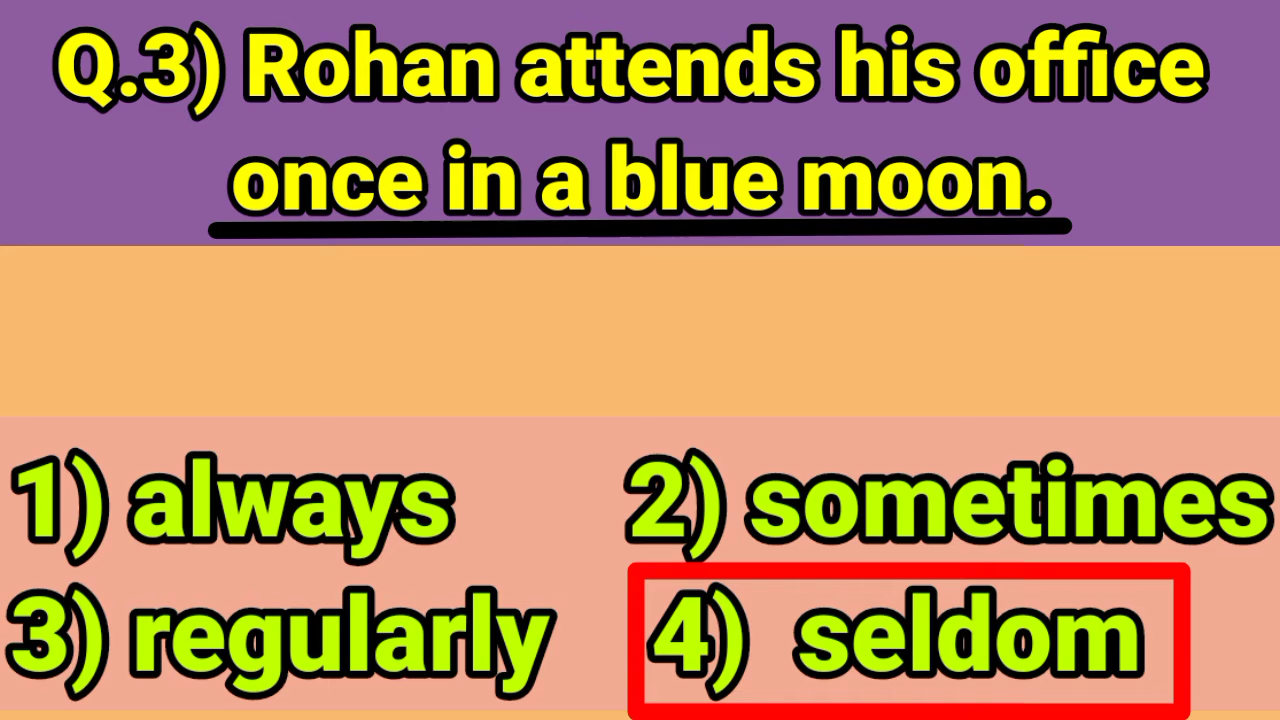 Q.3) Rohan attends his office
once in a blue moon.
1) always
2) sometimes
3) regularly
4) seldom